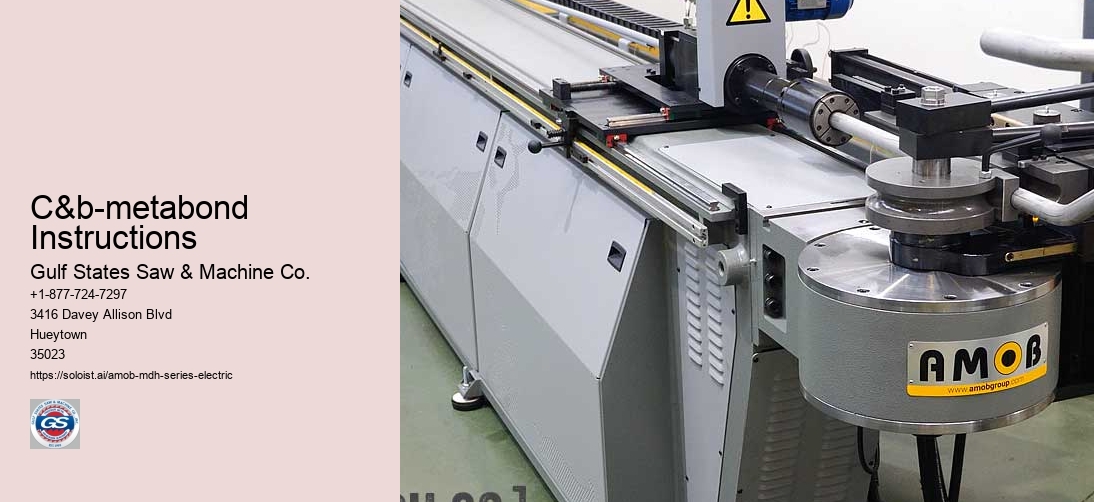 C&b-metabond
Instructions
Gulf States Saw & Machine Co.
+1-877-724-7297
3416 Davey Allison Blvd
Hueytown
35023
https://soloist.ai/amob-mdh-series-electric
GS
AMOB
www.amobgroup.com